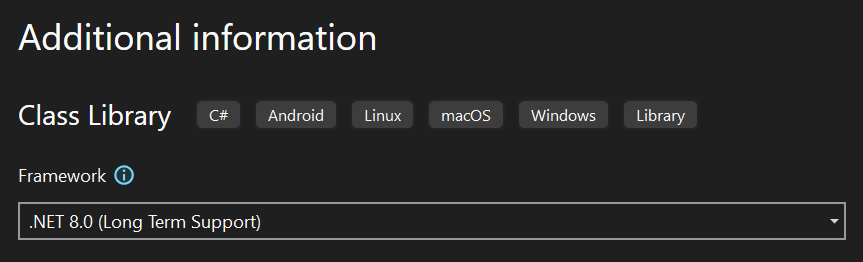 Additional information
Class Library C# Android Linux macOS Windows Library
Framework
.NET 8.0 (Long Term Support)